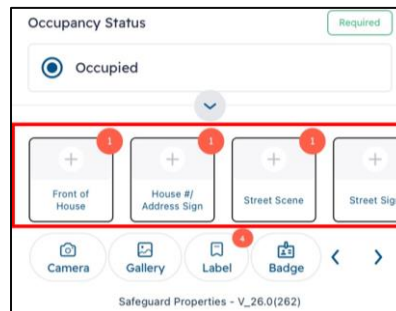 Occupancy Status
Required
Occupied
1
1
1
Front of
House
House #/
Address Sign
Street Scene
Street Sig
4
Camera
Gallery
Label
Badge
Safeguard Properties - V_26.0(262)